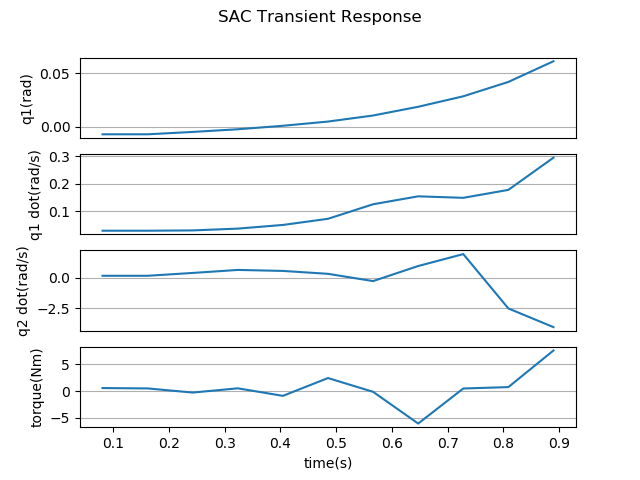 SAC Transient Response
q1(rad)
0.05
0.00
q1 dot(rad/s)
0.3
0.2
0.1
q2 dot(rad/s)
0.0
−2.5
torque(Nm)
5
0
−5
0.1 0.2 0.3 0.4 0.5 0.6 0.7 0.8 0.9
time(s)